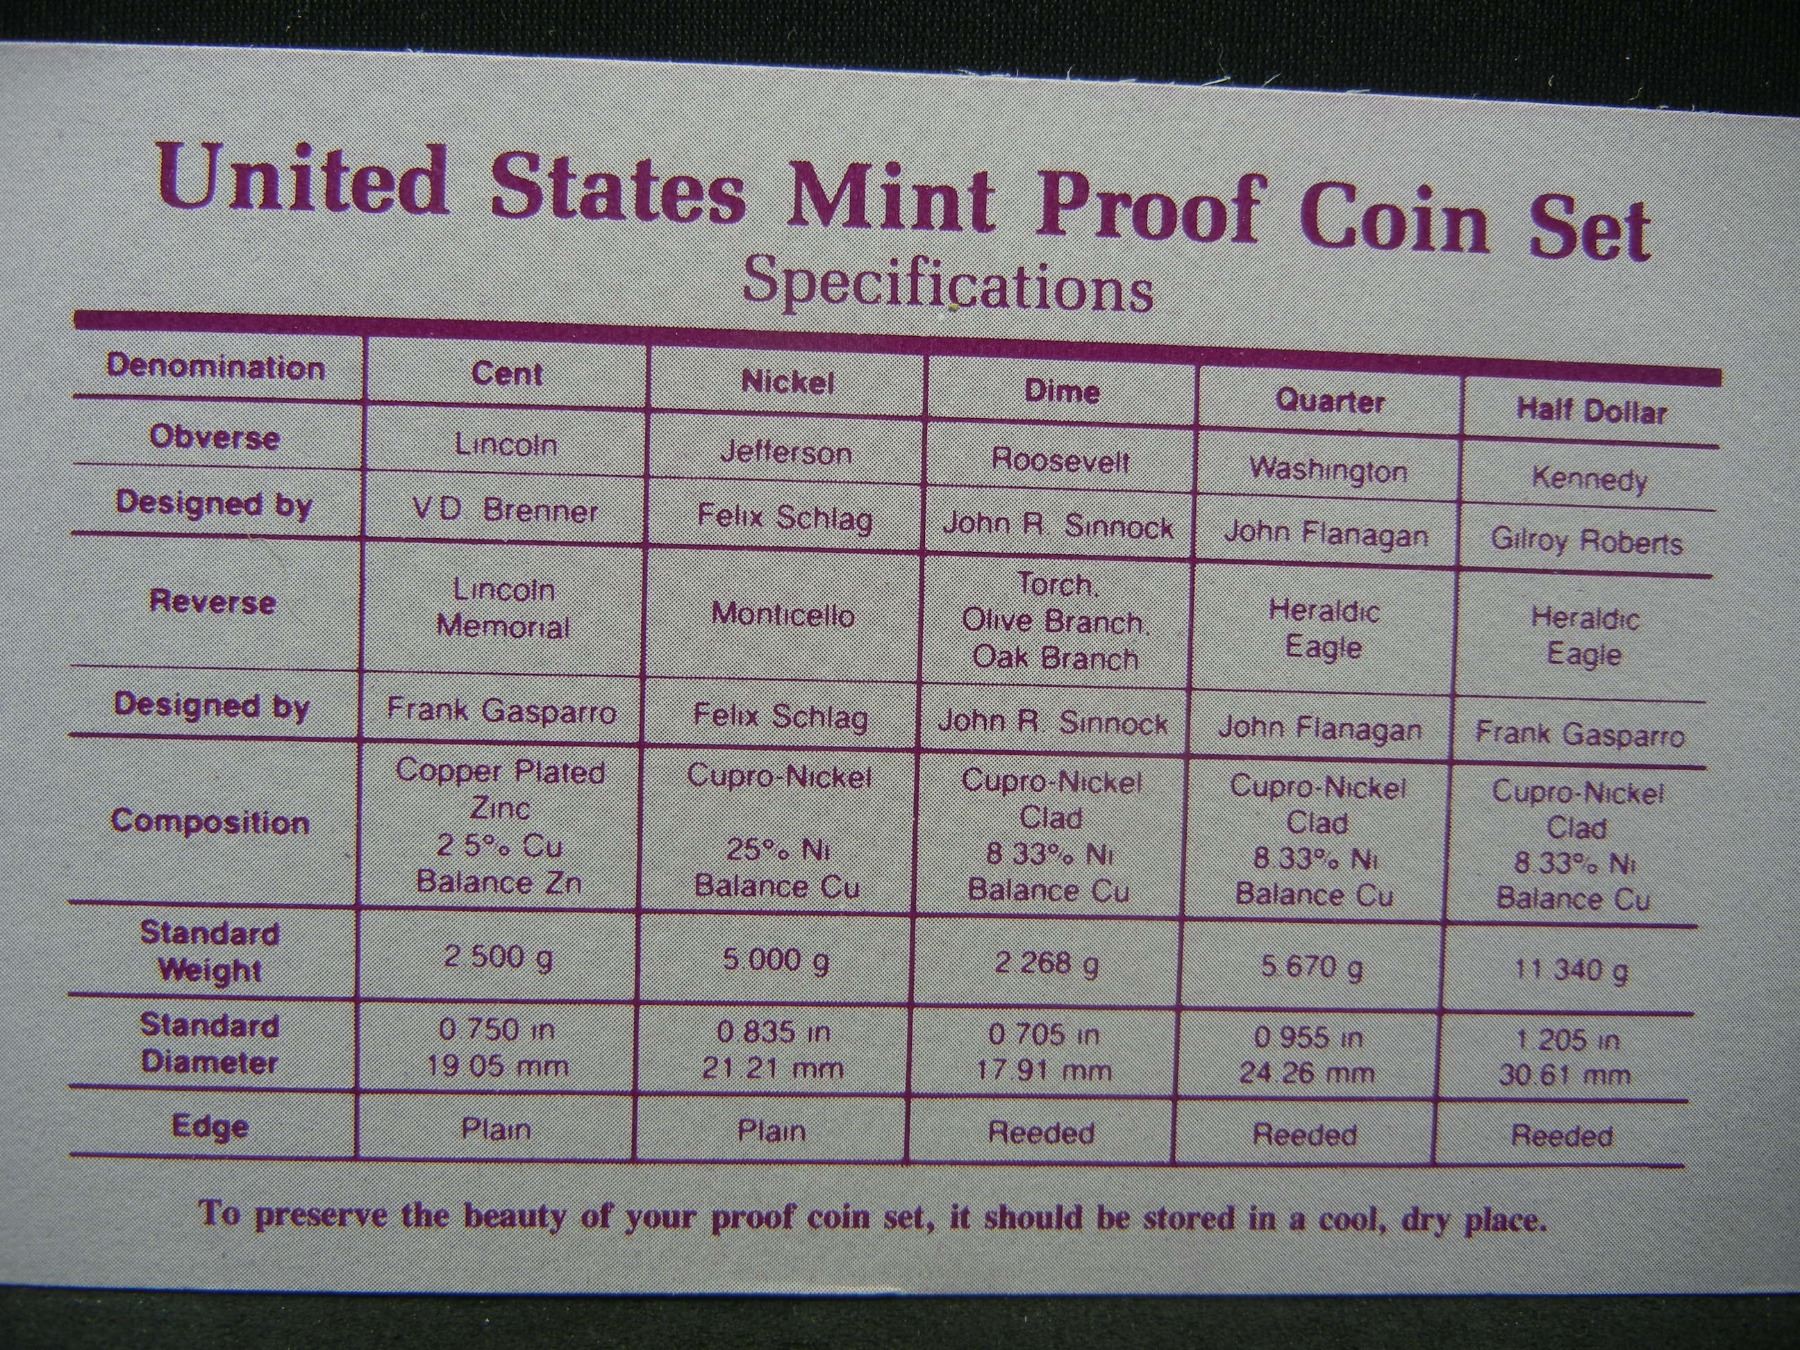 United States Mint Proof Coin Set
Specifications
Denomination Cent Nickel Dime Quarter Half Dollar
Obverse Lincoln Jefferson Roosevelt Washington Kennedy
Designed by V.D. Brenner Felix Schlag John R. Sinnock John Flanagan Gilroy Roberts
Reverse Lincoln Memorial Monticello Torch, Olive Branch, Oak Branch Heraldic Eagle Heraldic Eagle
Designed by Frank Gasparro Felix Schlag John R. Sinnock John Flanagan Frank Gasparro
Composition Copper Plated Zinc 2.5% Cu Balance Zn Cupro-Nickel 25% Ni Balance Cu Cupro-Nickel Clad 8.33% Ni Balance Cu Cupro-Nickel Clad 8.33% Ni Balance Cu Cupro-Nickel Clad 8.33% Ni Balance Cu
Standard Weight 2.500 g 5.000 g 2.268 g 5.670 g 11.340 g
Standard Diameter 0.750 in 19.05 mm 0.835 in 21.21 mm 0.705 in 17.91 mm 0.955 in 24.26 mm 1.205 in 30.61 mm
Edge Plain Plain Reeded Reeded Reeded
To preserve the beauty of your proof coin set, it should be stored in a cool, dry place.